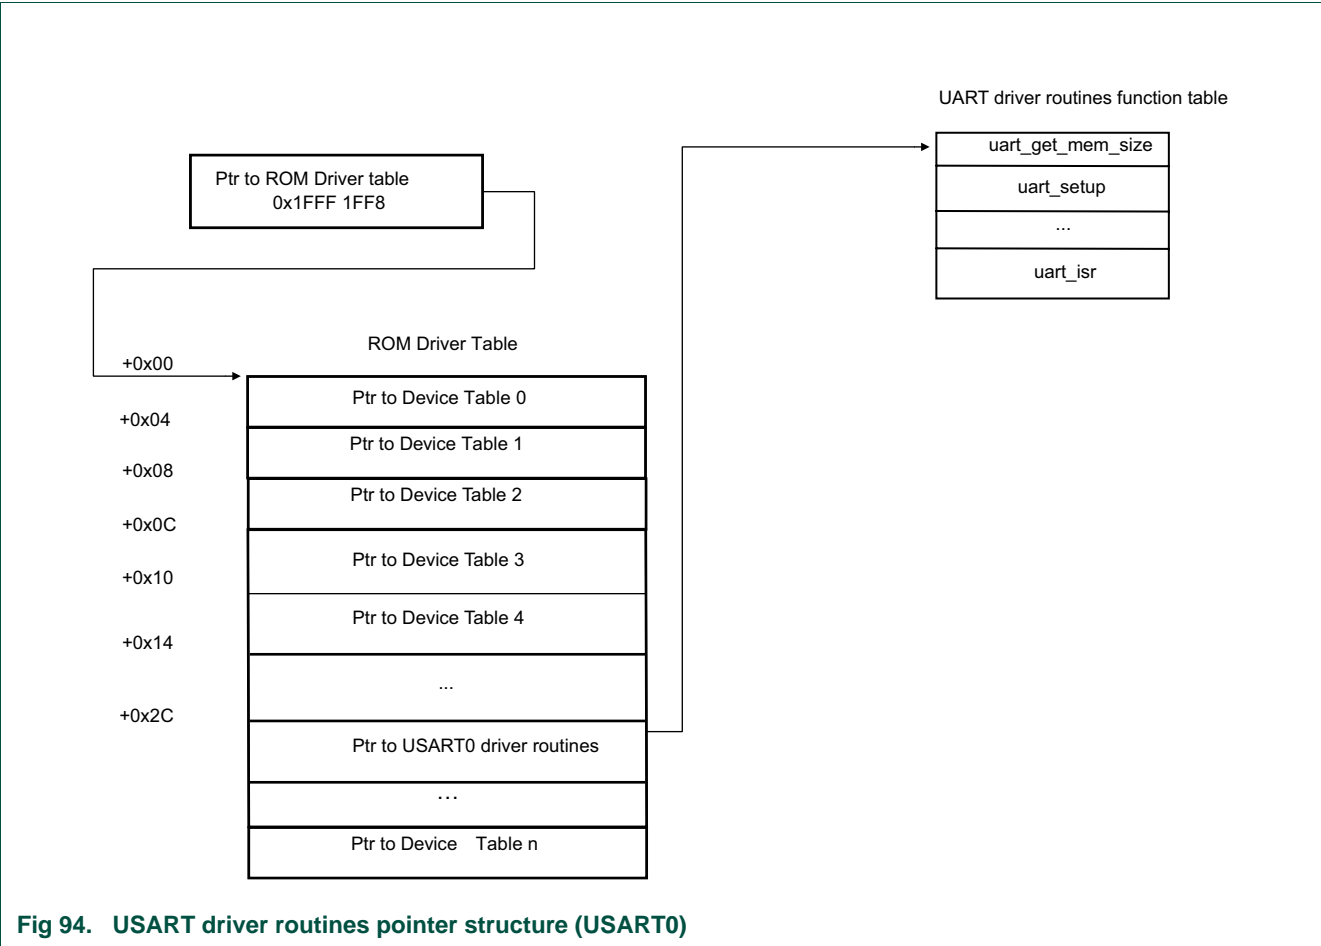 UART driver routines function table
uart_get_mem_size
uart_setup
...
uart_isr
Ptr to ROM Driver table
0x1FFF 1FF8
ROM Driver Table
+0x00
Ptr to Device Table 0
+0x04
Ptr to Device Table 1
+0x08
Ptr to Device Table 2
+0x0C
Ptr to Device Table 3
+0x10
Ptr to Device Table 4
+0x14
...
+0x2C
Ptr to USART0 driver routines
...
Ptr to Device Table n
Fig 94. USART driver routines pointer structure (USART0)